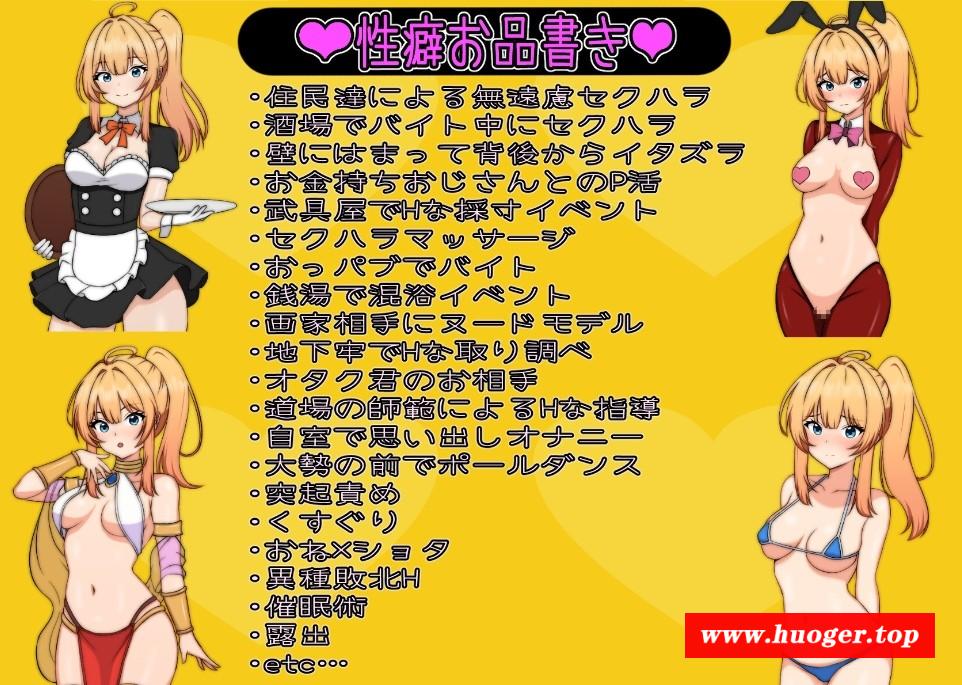 ♥性癖お品書き♥
・住民達による無遠慮セクハラ
・酒場でバイト中にセクハラ
・壁にはまって背後からイタズラ
・お金持ちおじさんとのP活
・武具屋でHな採寸イベント
・セクハラマッサージ
・おっパブでバイト
・銭湯で混浴イベント
・画家相手にヌードモデル
・地下牢でHな取り調べ
・オタク君のお相手
・道場の師範によるHな指導
・自室で思い出しオナニー
・大勢の前でポールダンス
・突起責め
・くすぐり
・おね×ショタ
・異種敗北H
・催眠術
・露出
・etc…
www.huoger.top